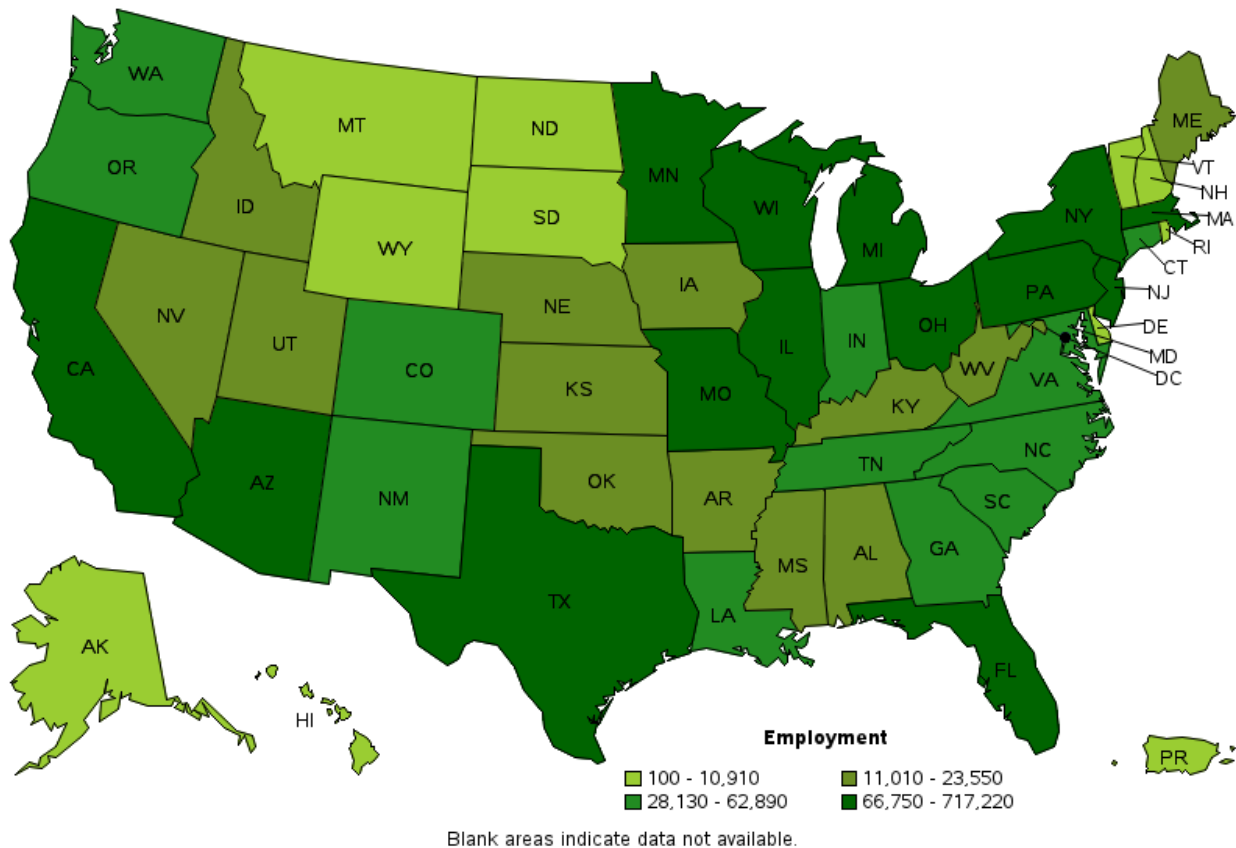 WA
ME
MT
ND
VT
OR
MN
NH
ID
SD
WI
NY
MA
WY
MI
RI
CT
IA
PA
NJ
NE
NV
OH
DE
UT
IL
IN
MD
CO
WV
DC
CA
VA
KS
MO
KY
NC
TN
OK
AZ
NM
AR
SC
GA
AL
MS
TX
LA
AK
FL
HI
Employment
PR
100 - 10,910 11,010 - 23,550
28,130 - 62,890 66,750 - 717,220
Blank areas indicate data not available.